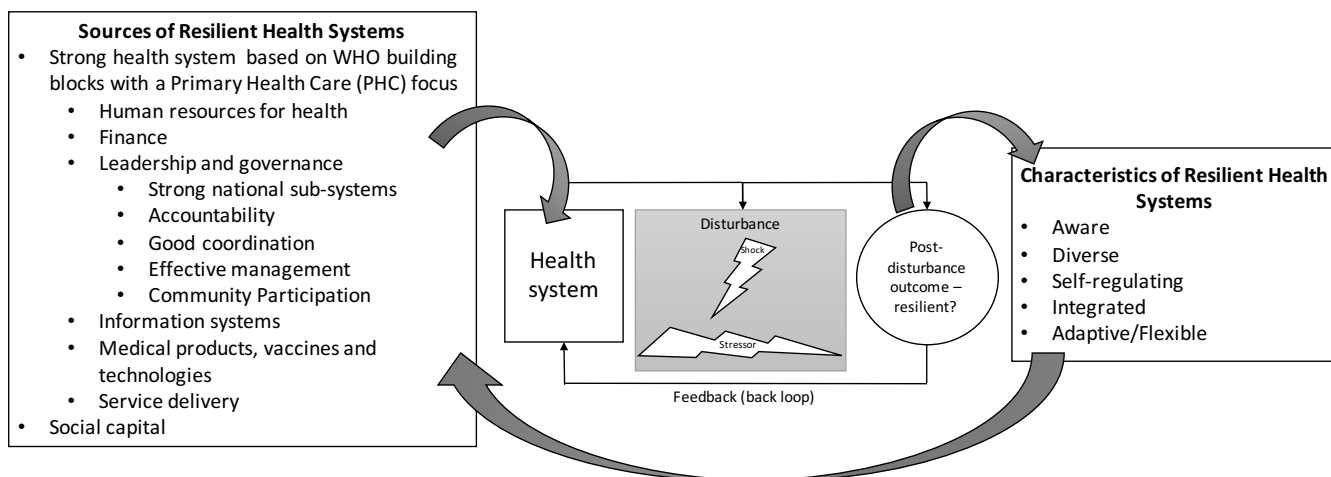 Sources of Resilient Health Systems
• Strong health system based on WHO building
blocks with a Primary Health Care (PHC) focus
• Human resources for health
• Finance
• Leadership and governance
• Strong national sub-systems
• Accountability
• Good coordination
• Effective management
• Community Participation
• Information systems
• Medical products, vaccines and
technologies
• Service delivery
• Social capital
Health
system
Disturbance
Shock
Stressor
Post-
disturbance
outcome –
resilient?
Feedback (back loop)
Characteristics of Resilient Health
Systems
• Aware
• Diverse
• Self-regulating
• Integrated
• Adaptive/Flexible